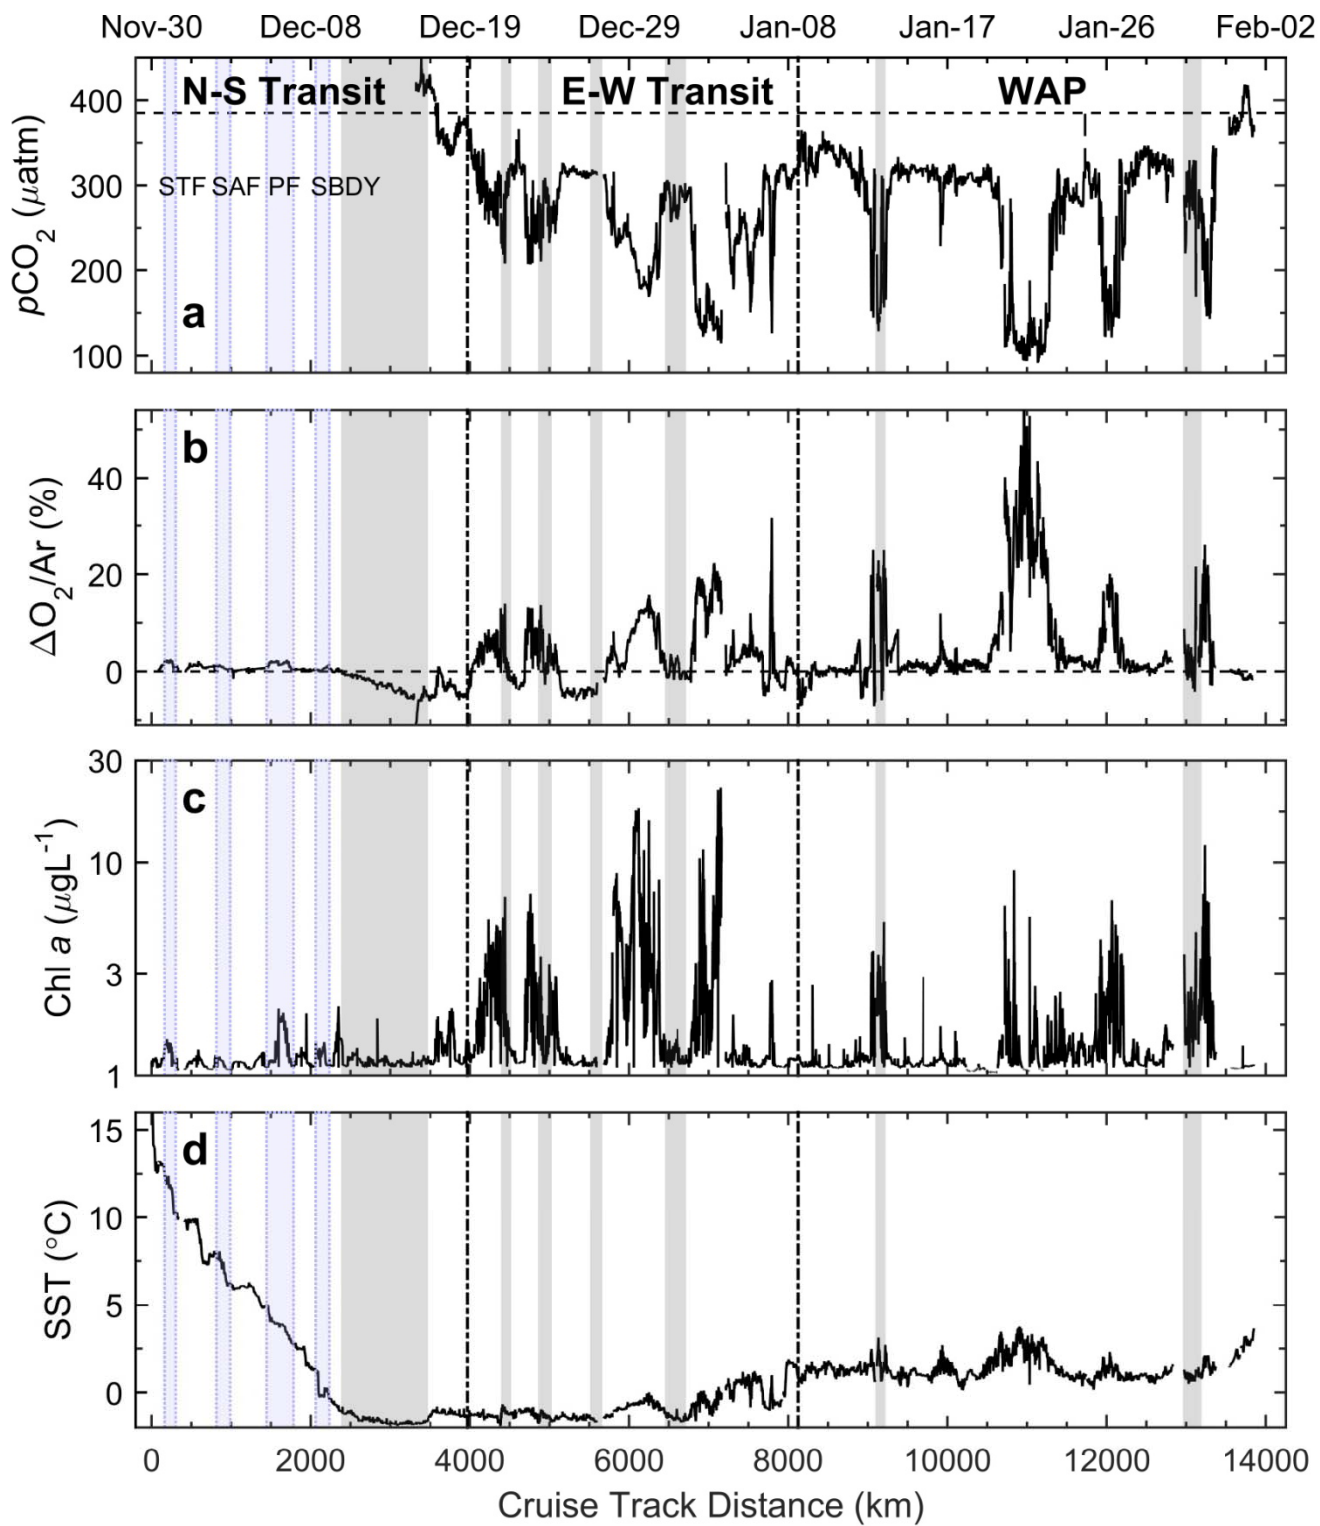 Nov-30 Dec-08 Dec-19 Dec-29 Jan-08 Jan-17 Jan-26 Feb-02
N-S Transit E-W Transit WAP
STF SAF PF SBDY
a
pCO2 (μatm)
400
300
200
100
b
ΔO2/Ar (%)
40
20
0
c
Chl a (μgL-1)
30
10
3
1
d
SST (°C)
15
10
5
0
0 2000 4000 6000 8000 10000 12000 14000
Cruise Track Distance (km)